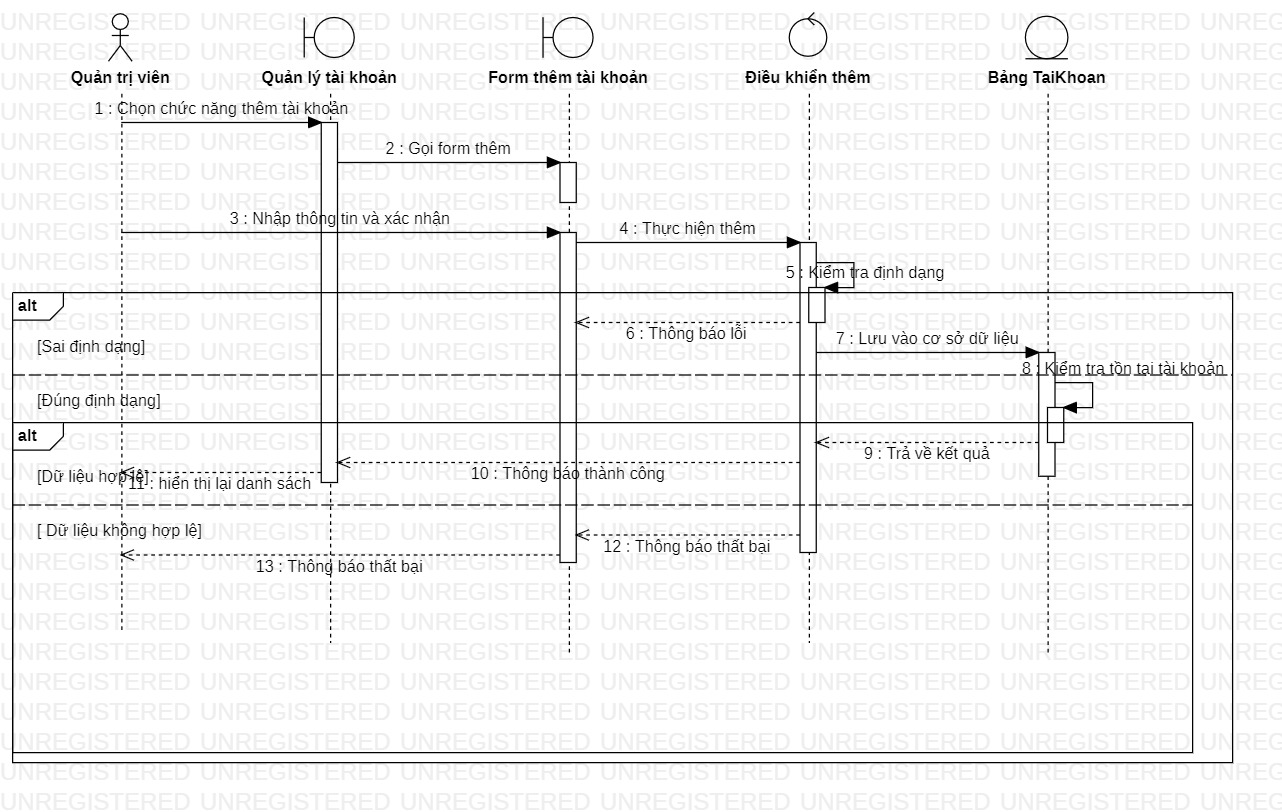 Quản trị viên
Quản lý tài khoản
Form thêm tài khoản
Điều khiển thêm
Bảng TaiKhoan
1 : Chọn chức năng thêm tài khoản
2 : Gọi form thêm
3 : Nhập thông tin và xác nhận
4 : Thực hiện thêm
5 : Kiểm tra định dạng
alt
6 : Thông báo lỗi
7 : Lưu vào cơ sở dữ liệu
[Sai định dạng]
8 : Kiểm tra tồn tại tài khoản
[Đúng định dạng]
alt
9 : Trả về kết quả
10 : Thông báo thành công
[Dữ liệu hợp lệ]
11 : hiển thị lại danh sách
[ Dữ liệu không hợp lệ]
12 : Thông báo thất bại
13 : Thông báo thất bại
UNREGISTERED UNREGISTERED UNREGISTERED UNREGISTERED UNREGISTERED UNREGISTERED